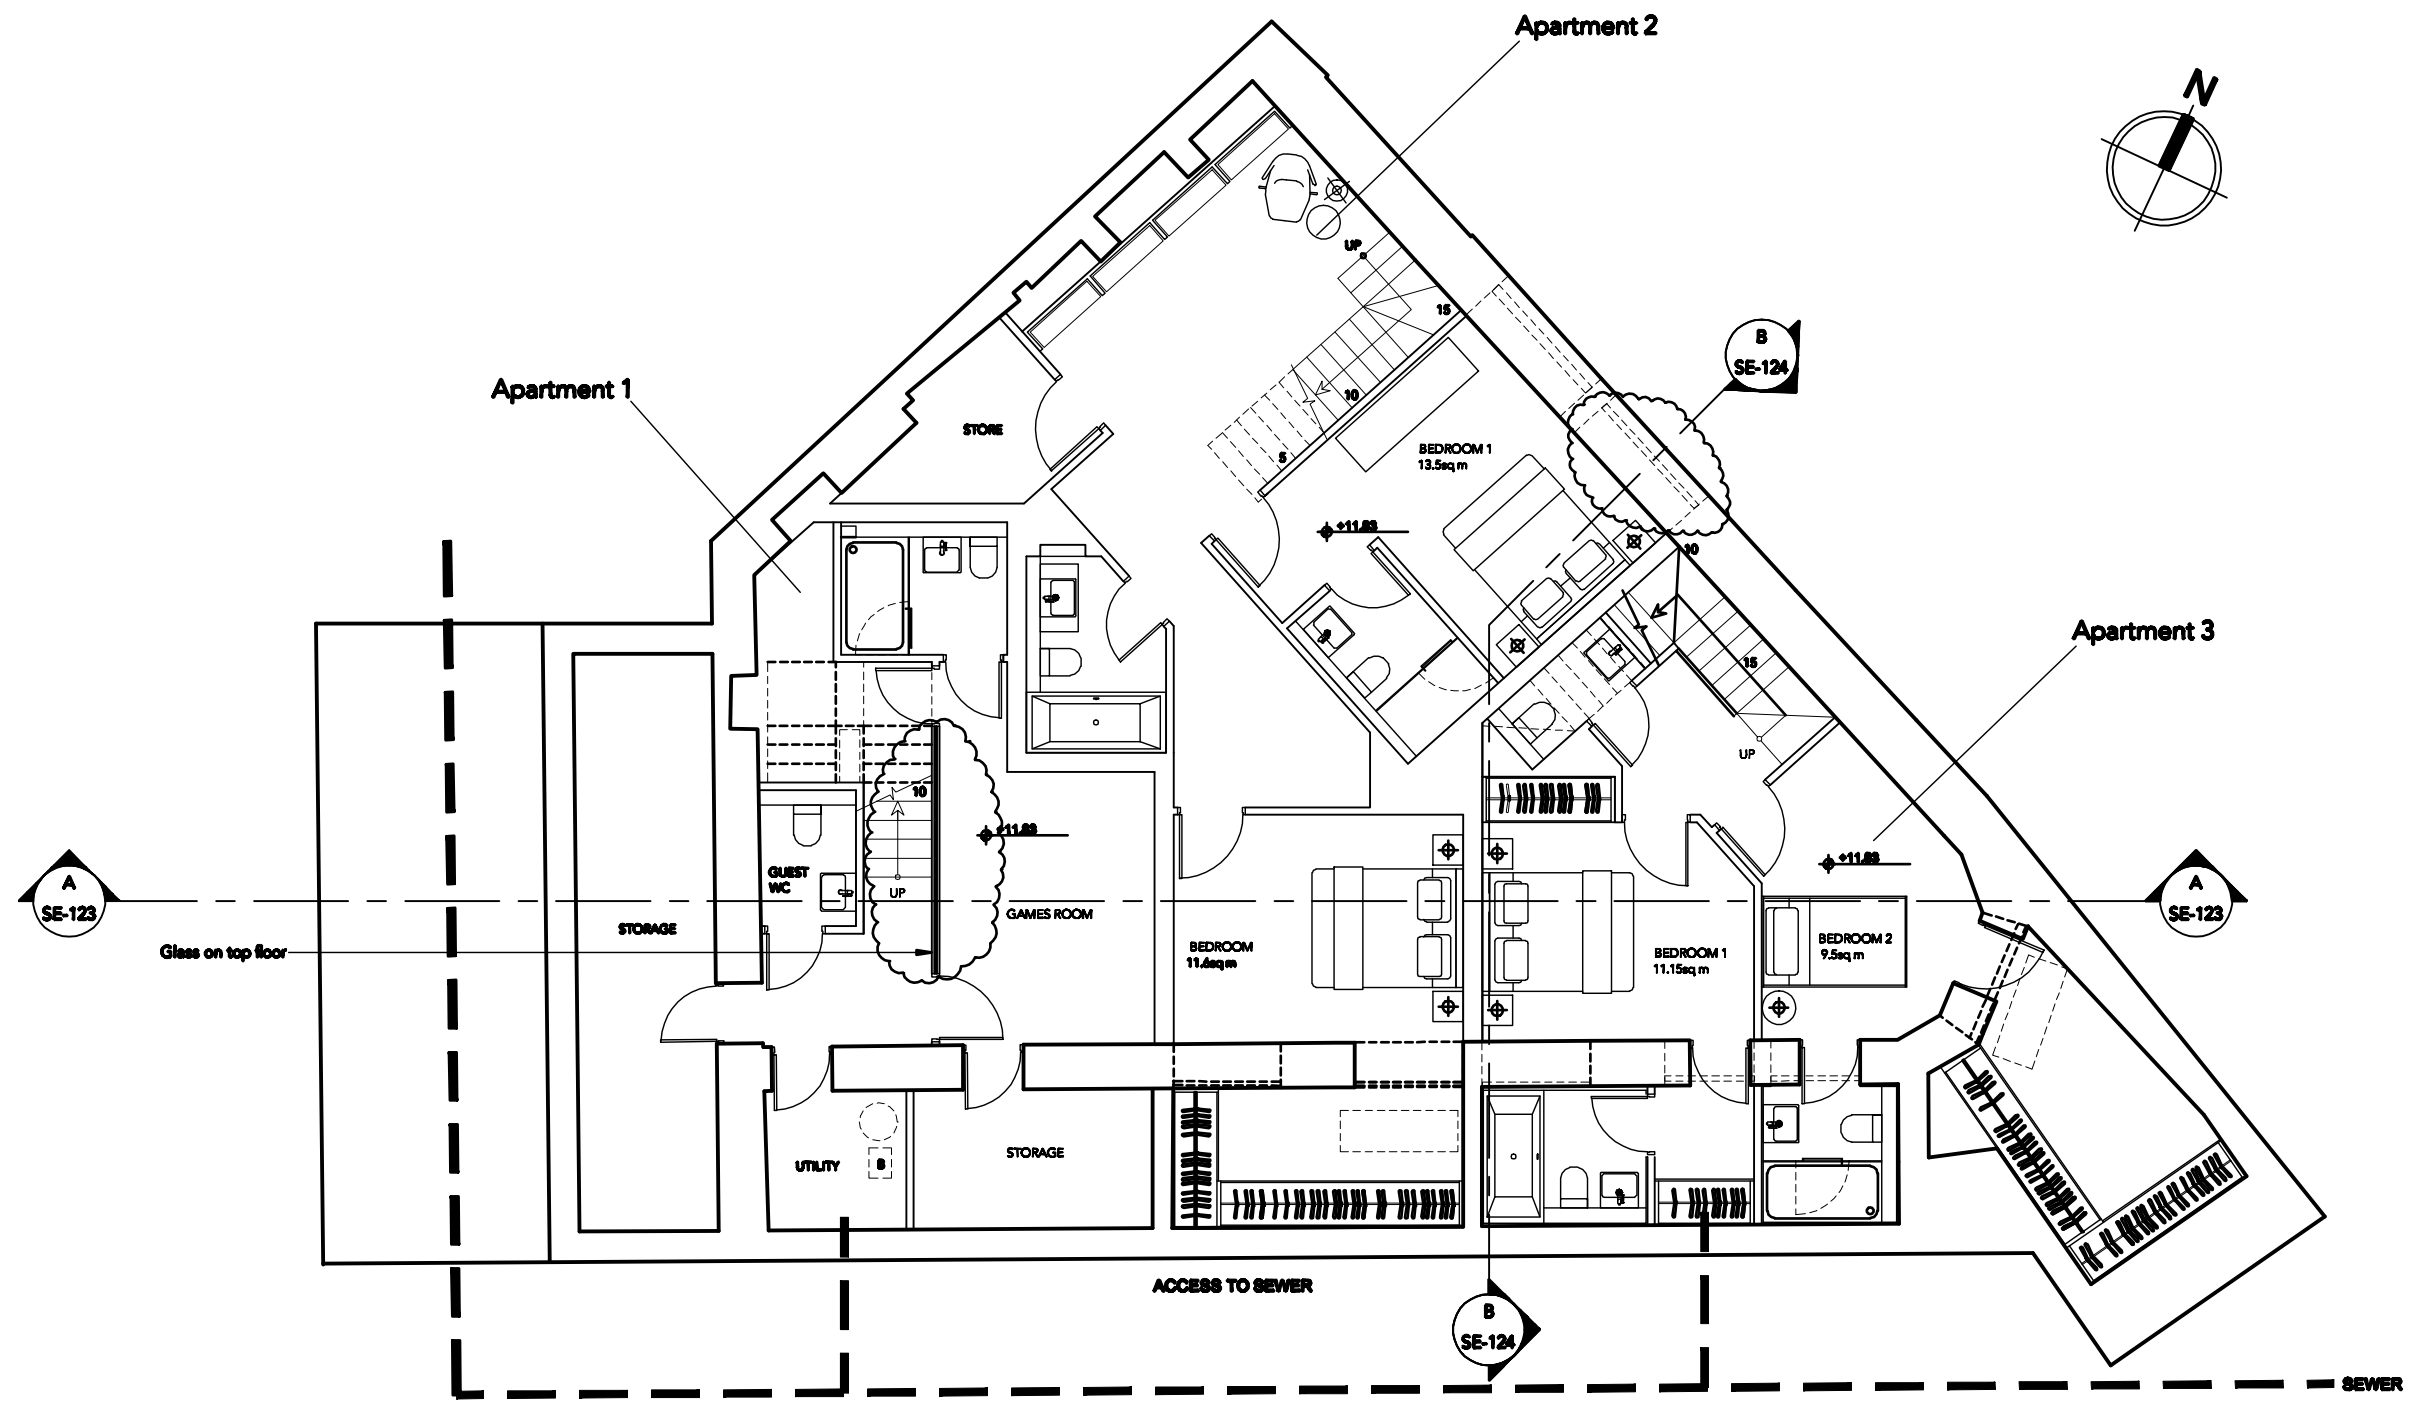 Apartment 2
N
UP
15
B
SE-124
Apartment 1
10
STORE
5
BEDROOM 1
13.5sq m
+11.83
10
Apartment 3
15
UP
10
+11.83
+11.83
GUEST
WC
A
SE-123
UP
GAMES ROOM
A
SE-123
STORAGE
Glass on top floor
BEDROOM
11.6sq m
BEDROOM 1
11.15sq m
BEDROOM 2
9.5sq m
UTILITY
B
STORAGE
ACCESS TO SEWER
B
SE-124
SEWER